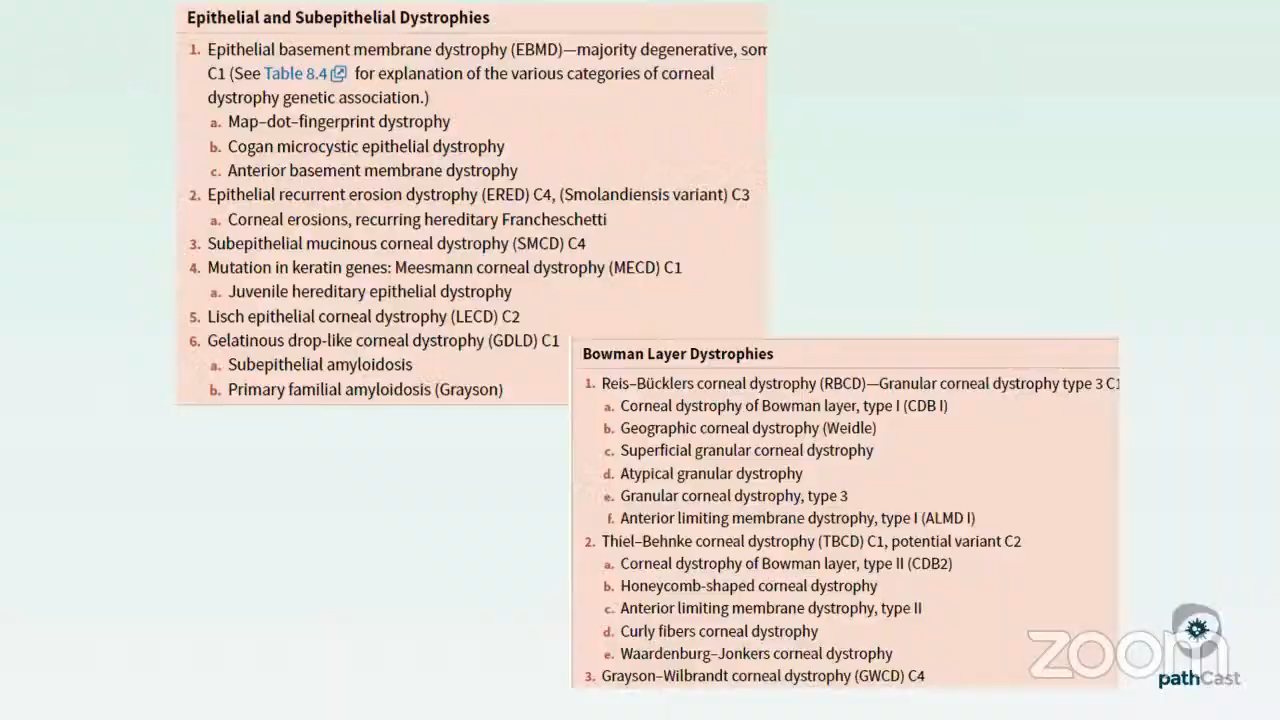 Epithelial and Subepithelial Dystrophies
1. Epithelial basement membrane dystrophy (EBMD)—majority degenerative, som
C1 (See Table 8.4 for explanation of the various categories of corneal
dystrophy genetic association.)
a. Map–dot–fingerprint dystrophy
b. Cogan microcystic epithelial dystrophy
c. Anterior basement membrane dystrophy
2. Epithelial recurrent erosion dystrophy (ERED) C4, (Smolandiensis variant) C3
a. Corneal erosions, recurring hereditary Francheschetti
3. Subepithelial mucinous corneal dystrophy (SMCD) C4
4. Mutation in keratin genes: Meesmann corneal dystrophy (MECD) C1
a. Juvenile hereditary epithelial dystrophy
5. Lisch epithelial corneal dystrophy (LECD) C2
6. Gelatinous drop-like corneal dystrophy (GDLD) C1
a. Subepithelial amyloidosis
b. Primary familial amyloidosis (Grayson)
Bowman Layer Dystrophies
1. Reis–Bücklers corneal dystrophy (RBCD)—Granular corneal dystrophy type 3 C1
a. Corneal dystrophy of Bowman layer, type I (CDB I)
b. Geographic corneal dystrophy (Weidle)
c. Superficial granular corneal dystrophy
d. Atypical granular dystrophy
e. Granular corneal dystrophy, type 3
f. Anterior limiting membrane dystrophy, type I (ALMD I)
2. Thiel–Behnke corneal dystrophy (TBCD) C1, potential variant C2
a. Corneal dystrophy of Bowman layer, type II (CDB2)
b. Honeycomb-shaped corneal dystrophy
c. Anterior limiting membrane dystrophy, type II
d. Curly fibers corneal dystrophy
e. Waardenburg–Jonkers corneal dystrophy
3. Grayson–Wilbrandt corneal dystrophy (GWCD) C4
zoom
pathCast